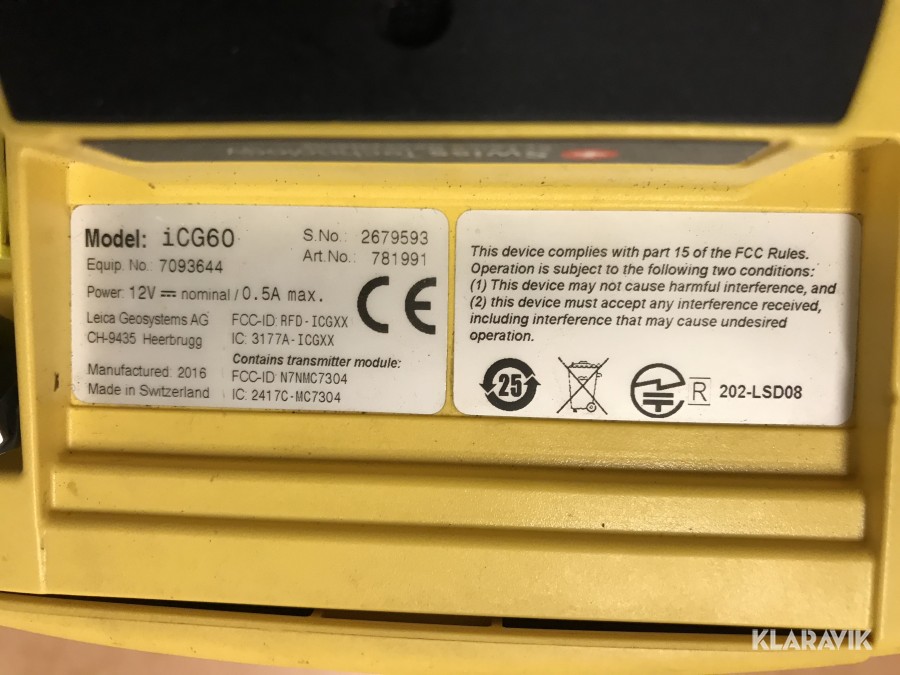 Swiss Technology
Model: iCG60
S.No.: 2679593
Equip. No.: 7093644
Art.No.: 781991
Power: 12V⎓ nominal / 0.5A max.
CE
Leica Geosystems AG
CH-9435 Heerbrugg
FCC-ID: RFD-ICGXX
IC: 3177A-ICGXX
Contains transmitter module:
Manufactured: 2016
FCC-ID: N7NMC7304
Made in Switzerland
IC: 2417C-MC7304
This device complies with part 15 of the FCC Rules.
Operation is subject to the following two conditions:
(1) This device may not cause harmful interference, and
(2) this device must accept any interference received,
including interference that may cause undesired
operation.
25
R 202-LSD08
KLARAVIK